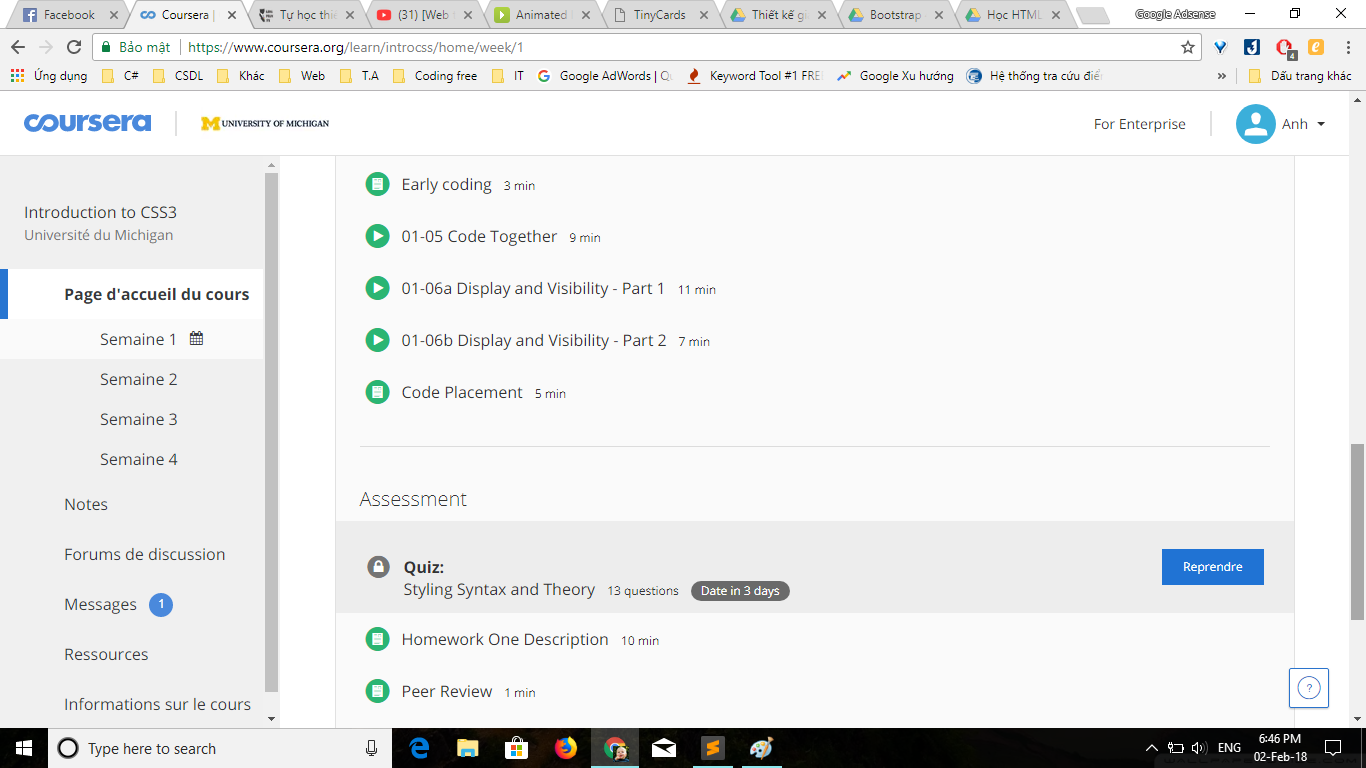 Facebook
Coursera |
Tự học thiế
(31) [Web
Animated
TinyCards
Thiết kế gi
Bootstrap
Học HTML
Google Adsense
Bảo mật
https://www.coursera.org/learn/introcss/home/week/1
4
Ứng dụng
C#
CSDL
Khác
Web
T.A
Coding free
IT
Google AdWords | Qu
Keyword Tool #1 FREE
Google Xu hướng
Hệ thống tra cứu điể
»
Dấu trang khác
coursera
M UNIVERSITY OF MICHIGAN
For Enterprise
Anh
Introduction to CSS3
Université du Michigan
Page d'accueil du cours
Semaine 1
Semaine 2
Semaine 3
Semaine 4
Notes
Forums de discussion
Messages 1
Ressources
Informations sur le cours
Early coding 3 min
01-05 Code Together 9 min
01-06a Display and Visibility - Part 1 11 min
01-06b Display and Visibility - Part 2 7 min
Code Placement 5 min
Assessment
Quiz:
Styling Syntax and Theory 13 questions Date in 3 days
Reprendre
Homework One Description 10 min
Peer Review 1 min
?
Type here to search
ENG
6:46 PM
02-Feb-18